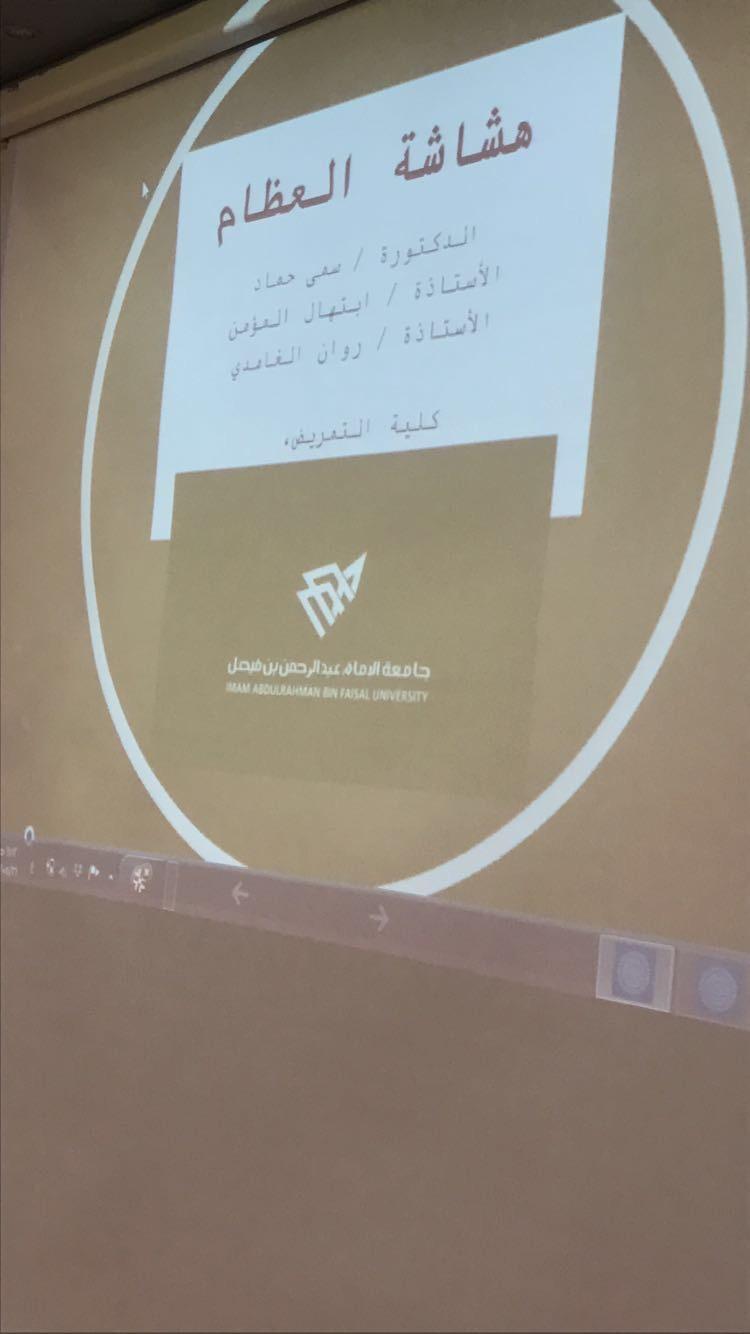 هشاشة العظام
الدكتورة / سمى حماد
الأستاذة / ابتهال المؤمن
الأستاذة / روان الغامدي
كلية التمريض،
جامعة الامام عبدالرحمن بن فيصل
IMAM ABDULRAHMAN BIN FAISAL UNIVERSITY